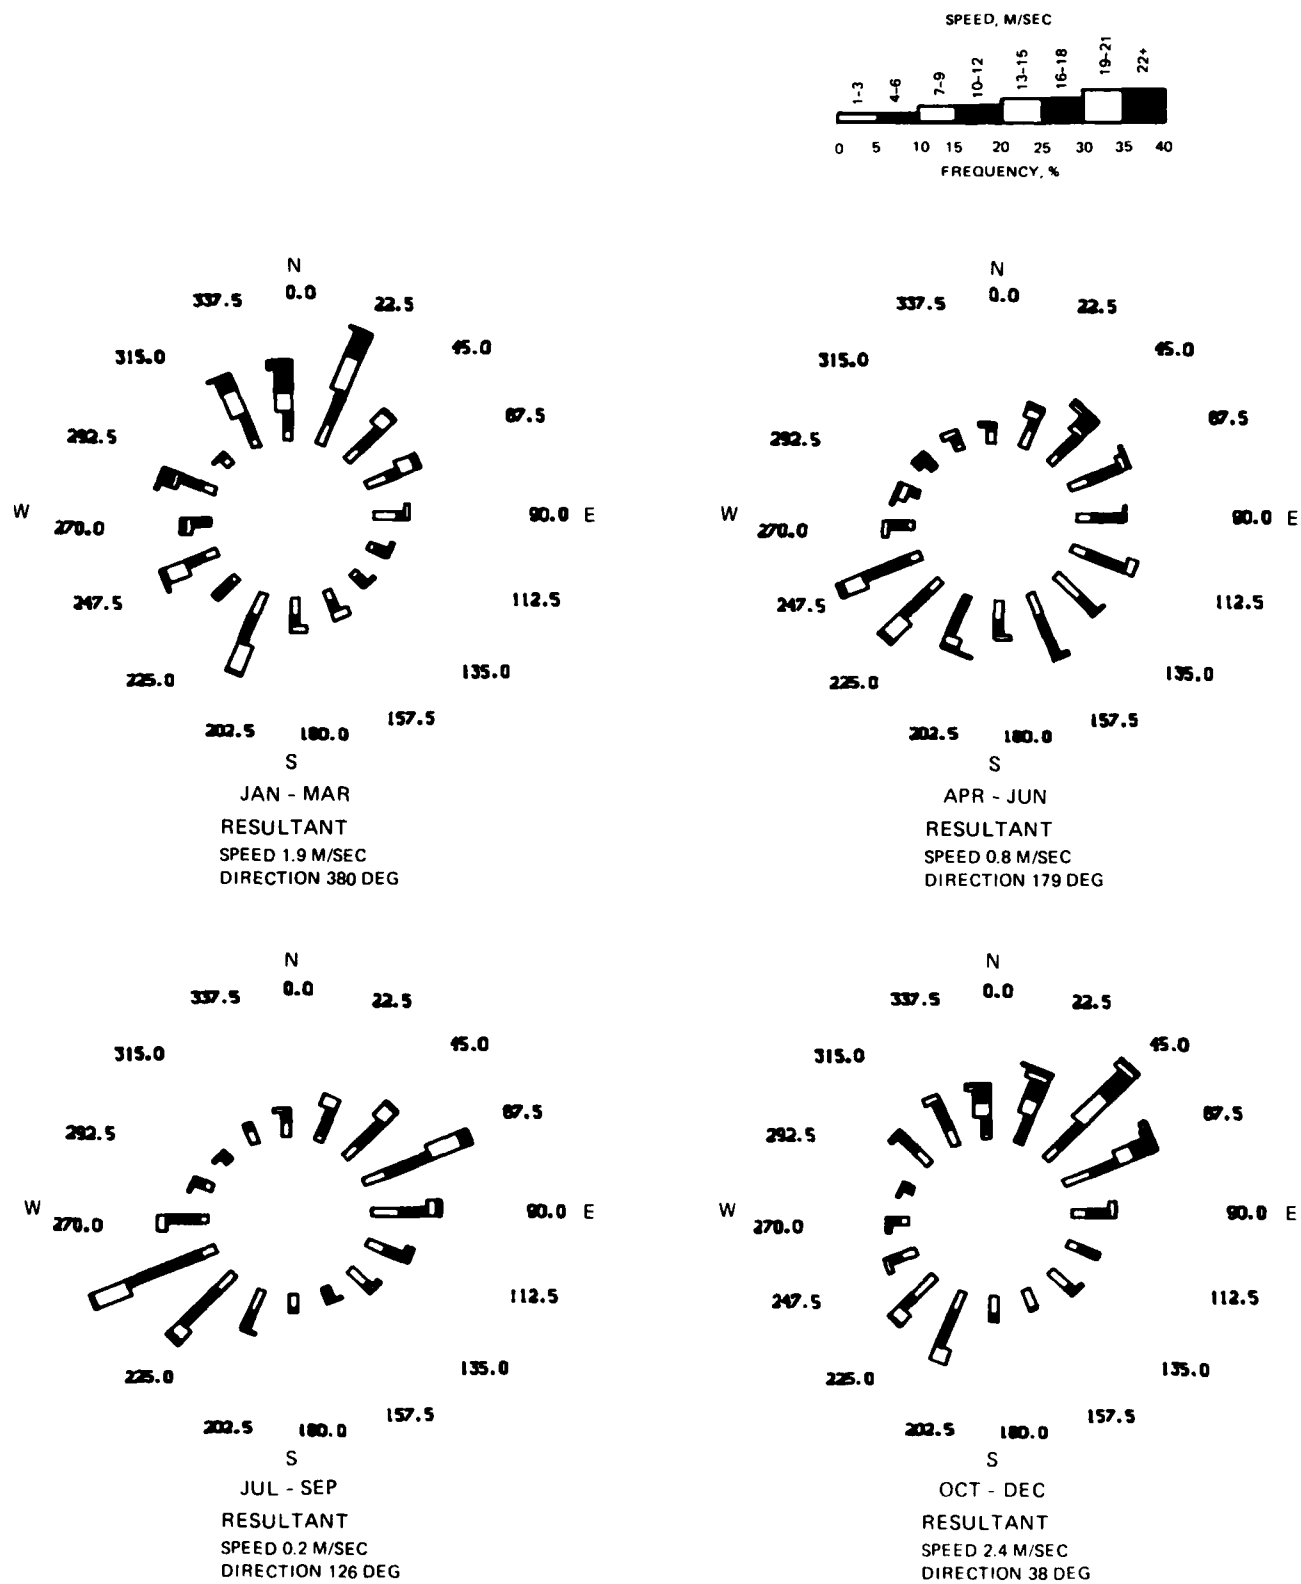 SPEED, M/SEC
1-3 4-6 7-9 10-12 13-15 16-18 19-21 22+
0 5 10 15 20 25 30 35 40
FREQUENCY, %
N
337.5 0.0 22.5
315.0 45.0
292.5 67.5
W 270.0 90.0 E
247.5 112.5
225.0 135.0
202.5 180.0 157.5
S
JAN - MAR
RESULTANT
SPEED 1.9 M/SEC
DIRECTION 380 DEG
N
337.5 0.0 22.5
315.0 45.0
292.5 67.5
W 270.0 90.0 E
247.5 112.5
225.0 135.0
202.5 180.0 157.5
S
APR - JUN
RESULTANT
SPEED 0.8 M/SEC
DIRECTION 179 DEG
N
337.5 0.0 22.5
315.0 45.0
292.5 67.5
W 270.0 90.0 E
112.5
225.0 135.0
202.5 180.0 157.5
S
JUL - SEP
RESULTANT
SPEED 0.2 M/SEC
DIRECTION 126 DEG
N
337.5 0.0 22.5
315.0 45.0
292.5 67.5
W 270.0 90.0 E
247.5 112.5
225.0 135.0
202.5 180.0 157.5
S
OCT - DEC
RESULTANT
SPEED 2.4 M/SEC
DIRECTION 38 DEG